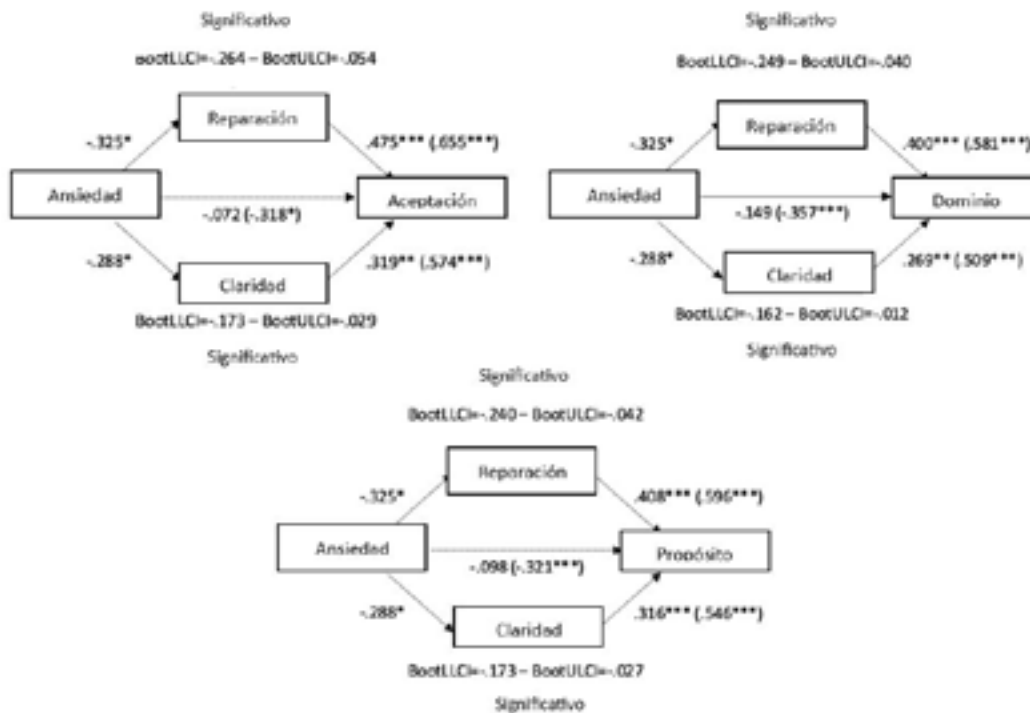 Significativo
BootLLCI=-.264 – BootULCI=-.054
Reparación
-.325*
.475*** (.655***)
Ansiedad
Aceptación
-.072 (-.318*)
-.288*
.319** (.574***)
Claridad
BootLLCI=-.173 – BootULCI=-.029
Significativo
Significativo
BootLLCI=-.249 – BootULCI=-.040
Reparación
-.325*
.400*** (.581***)
Ansiedad
Dominio
-.149 (-.357***)
-.288*
.269** (.509***)
Claridad
BootLLCI=-.162 – BootULCI=-.012
Significativo
Significativo
BootLLCI=-.240 – BootULCI=-.042
Reparación
-.325*
.408*** (.596***)
Ansiedad
Propósito
-.098 (-.321***)
-.288*
.316*** (.546***)
Claridad
BootLLCI=-.173 – BootULCI=-.027
Significativo